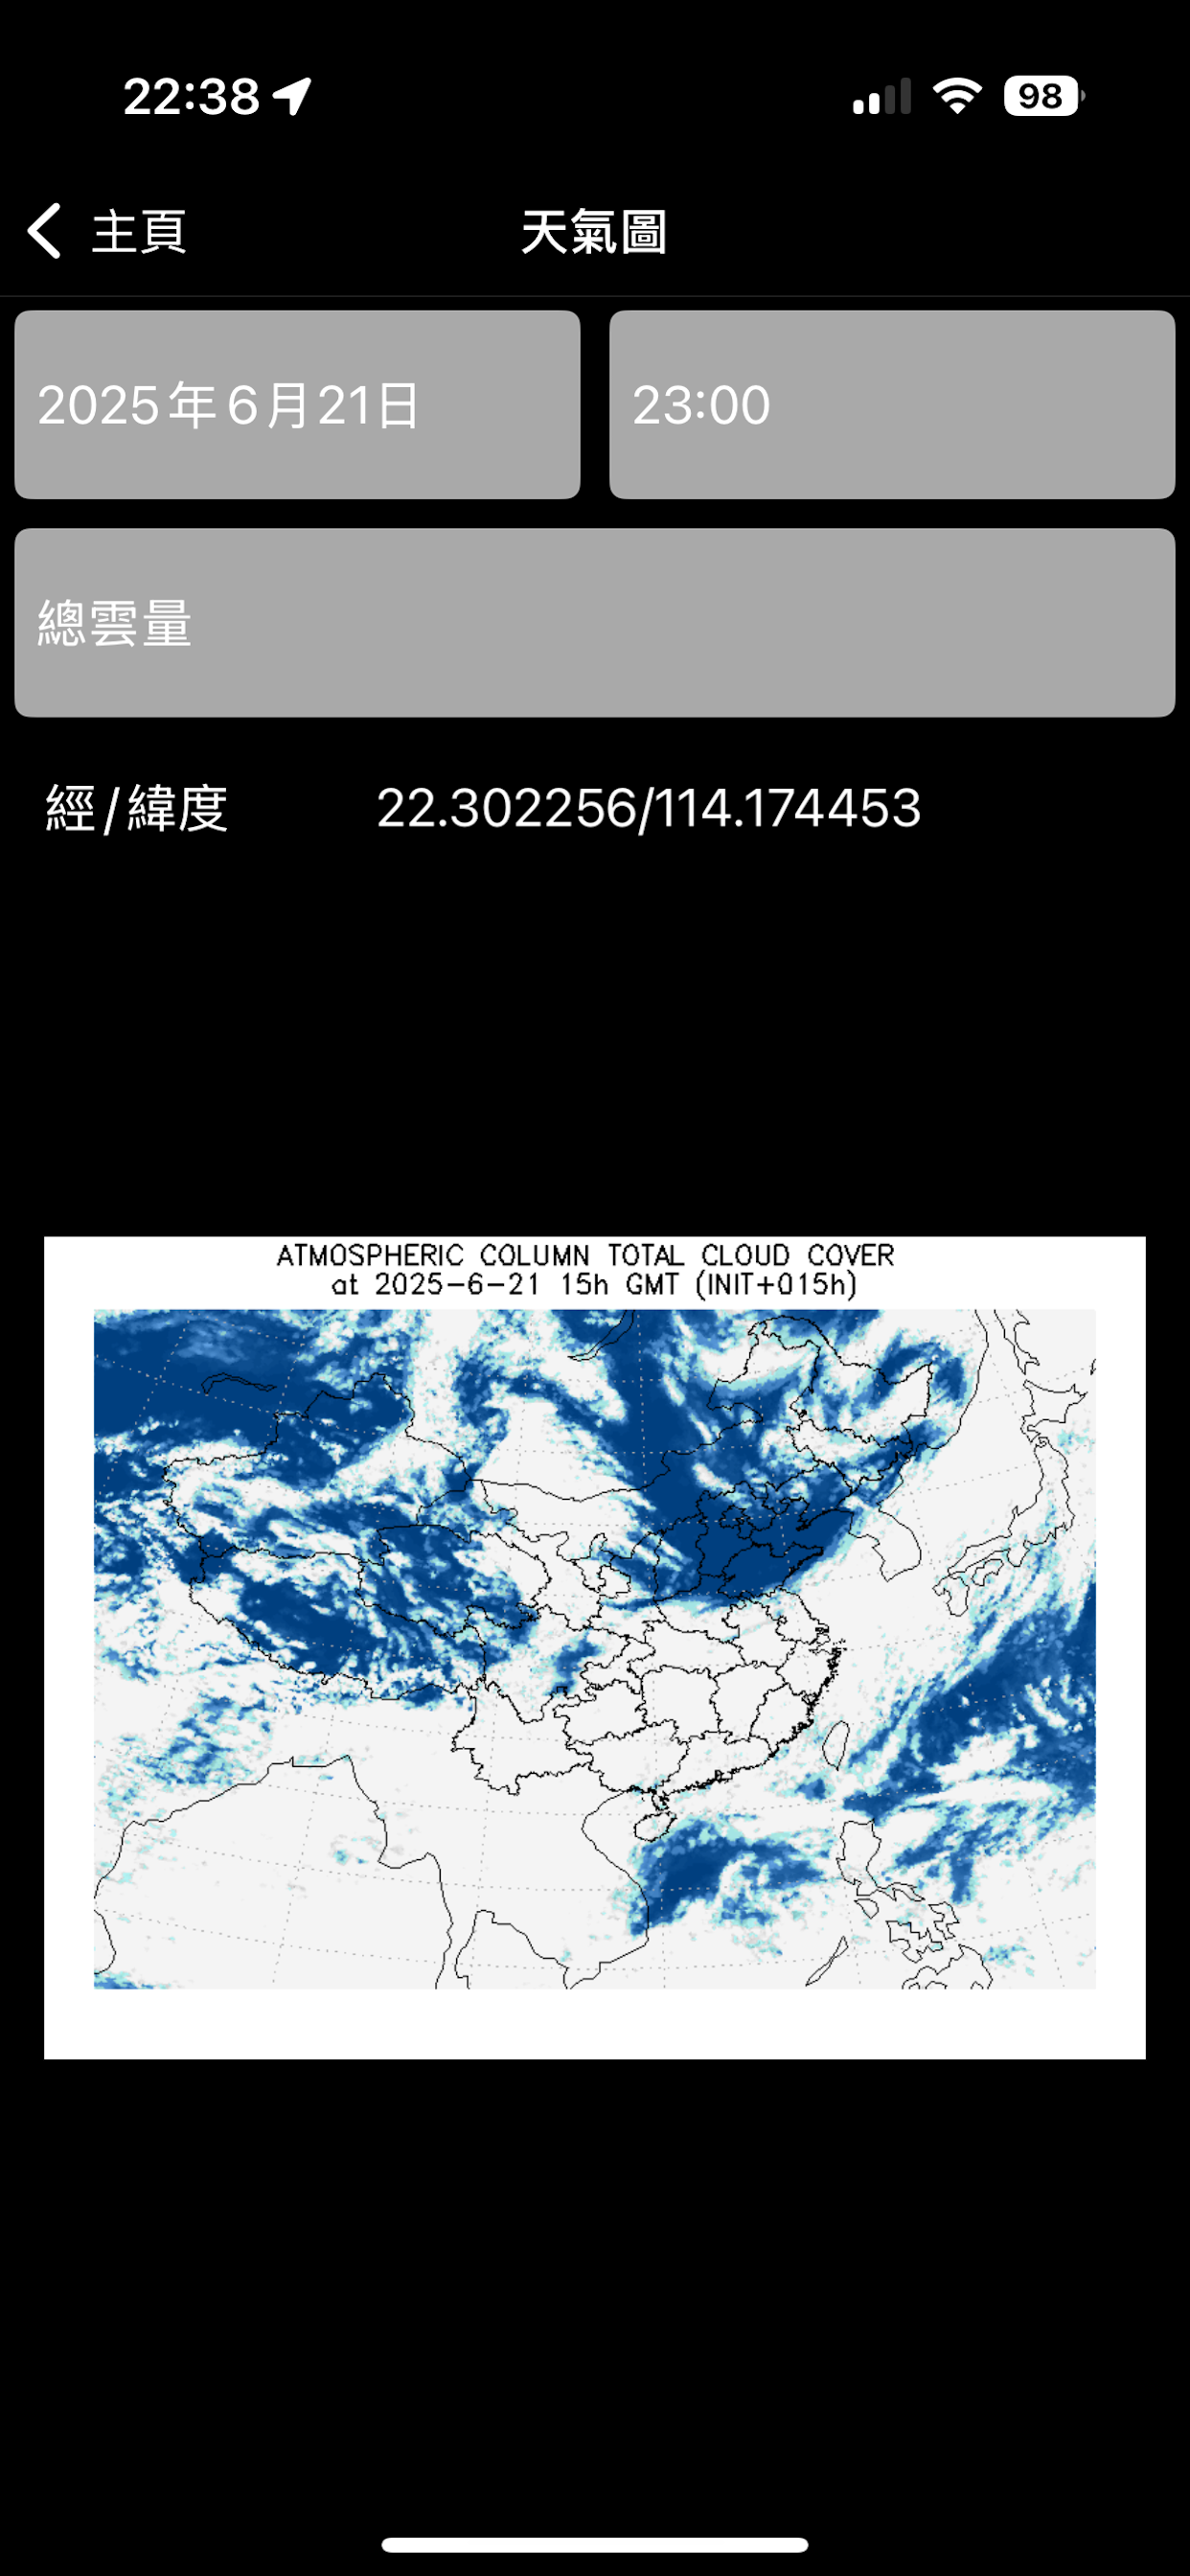 22:38
98
主頁
天氣圖
2025年6月21日
23:00
總雲量
經/緯度
22.302256/114.174453
ATMOSPHERIC COLUMN TOTAL CLOUD COVER
at 2025-6-21 15h GMT (INIT+015h)